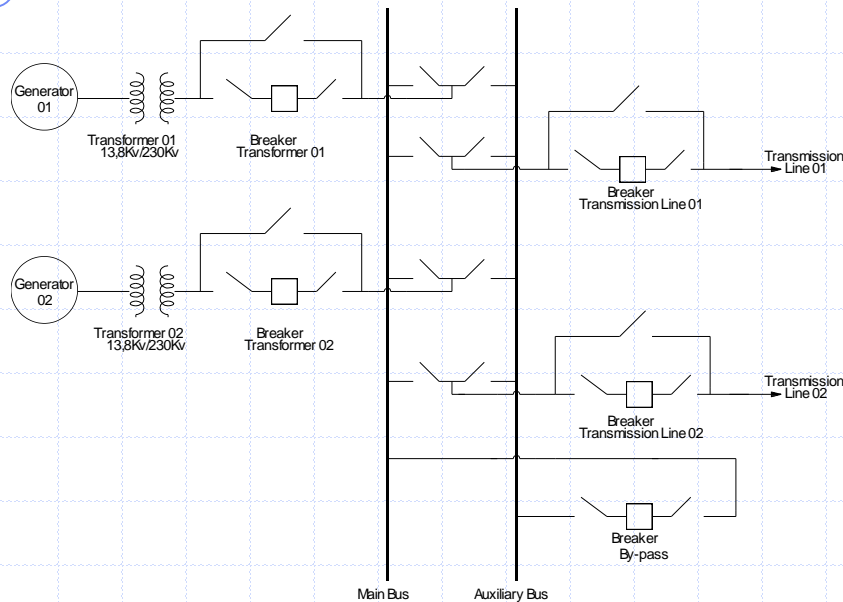 Generator
01
Transformer 01
13,8Kv/230Kv
Breaker
Transformer 01
Transmission
Line 01
Breaker
Transmission Line 01
Generator
02
Transformer 02
13,8Kv/230Kv
Breaker
Transformer 02
Transmission
Line 02
Breaker
Transmission Line 02
Breaker
By-pass
Main Bus
Auxiliary Bus